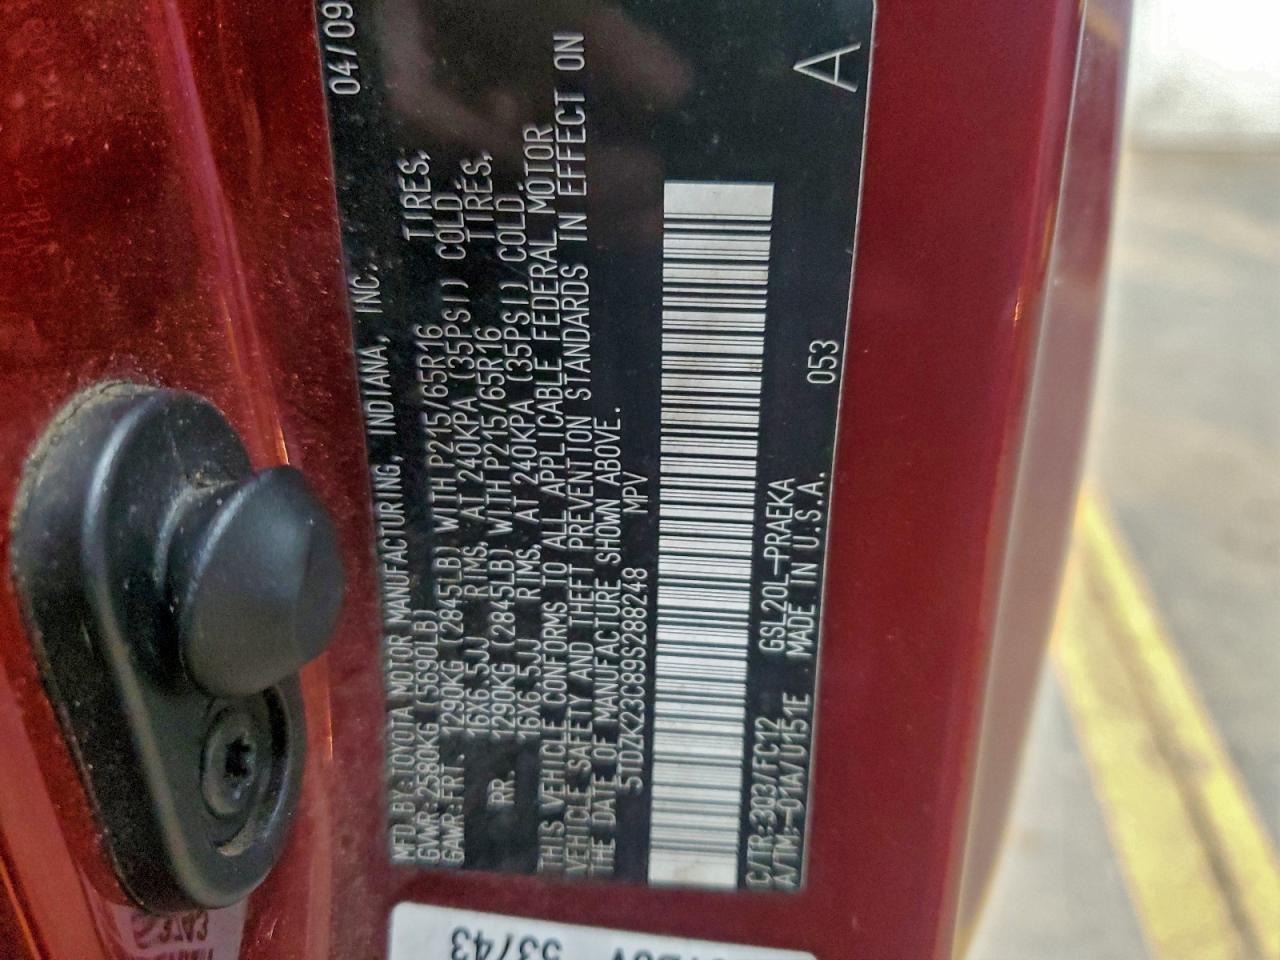 MFD.BY:TOYOTA MOTOR MANUFACTURING, INDIANA, INC. 04/09
GVWR:2580KG(5690LB)
GAWR:FRT. 1290KG(2845LB) WITH P215/65R16 TIRES,
16X6.5JJ RIMS, AT 240KPA (35PSI) COLD.
RR. 1290KG(2845LB) WITH P215/65R16 TIRES,
16X6.5JJ RIMS, AT 240KPA (35PSI) COLD.
THIS VEHICLE CONFORMS TO ALL APPLICABLE FEDERAL MOTOR
VEHICLE SAFETY AND THEFT PREVENTION STANDARDS IN EFFECT ON
THE DATE OF MANUFACTURE SHOWN ABOVE.
5TDZK23C89S288248 MPV
C/TR:3Q3/FC12 GSL20L-PRAEKA
A/TM:-01A/U151E MADE IN U.S.A. 053
A
53743